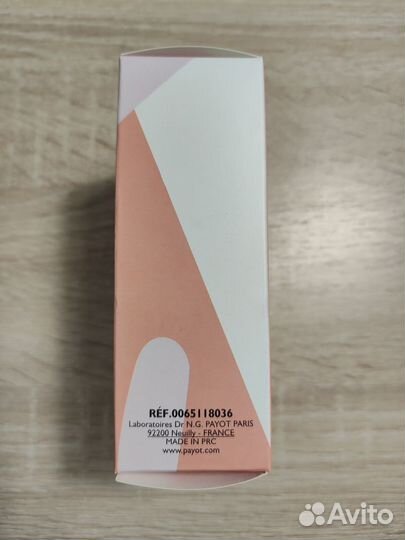 RÉF.0065118036
Laboratoires Dr N.G. PAYOT PARIS
92200 Neuilly - FRANCE
MADE IN PRC
www.payot.com
Avito